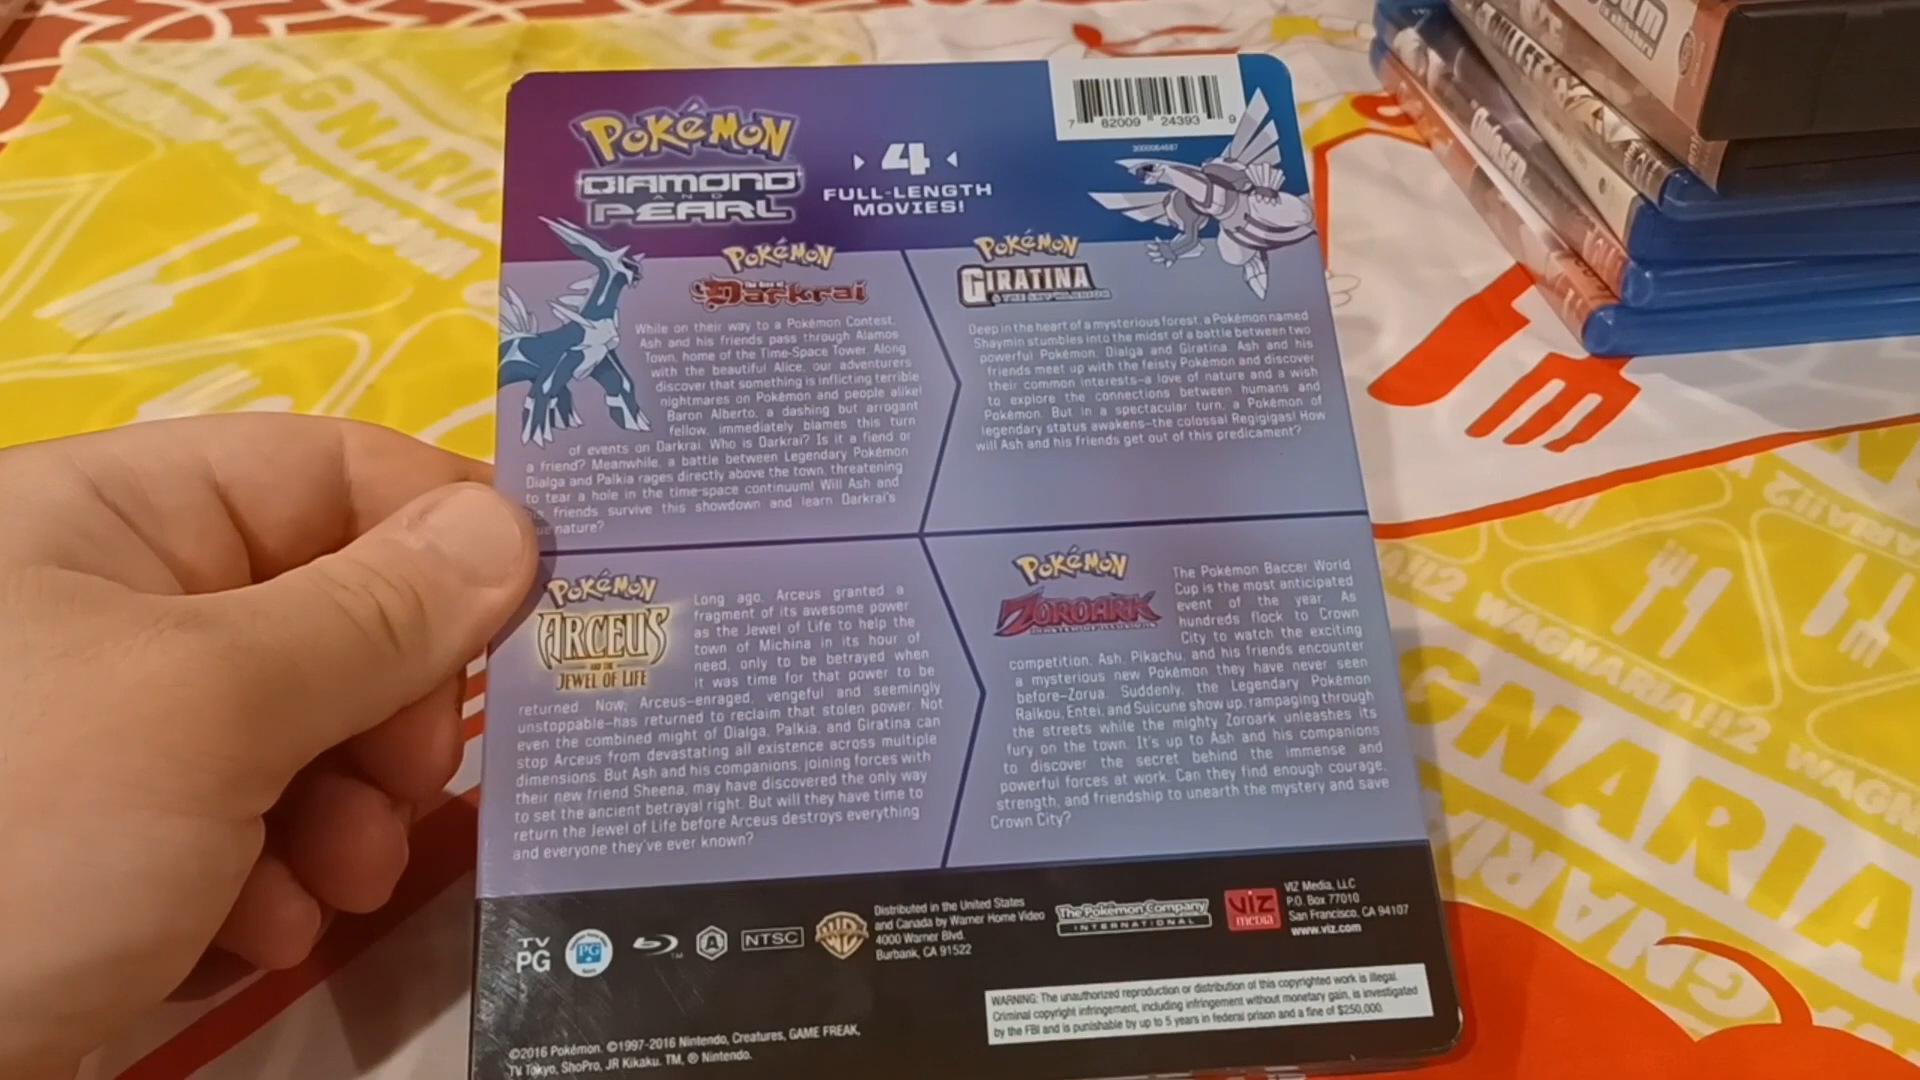 POKéMON
DIAMOND
AND
PEARL
4
FULL-LENGTH
MOVIES!
7 82009 24393 9
3000064687
POKéMON
The Rise of
Darkrai
While on their way to a Pokémon Contest,
Ash and his friends pass through Alamos
Town, home of the Time-Space Tower. Along
with the beautiful Alice, our adventurers
discover that something is inflicting terrible
nightmares on Pokémon and people alike!
Baron Alberto, a dashing but arrogant
fellow, immediately blames this turn
of events on Darkrai. Who is Darkrai? Is it a fiend or
a friend? Meanwhile, a battle between Legendary Pokémon
Dialga and Palkia rages directly above the town, threatening
to tear a hole in the time-space continuum! Will Ash and
friends survive this showdown and learn Darkrai's
nature?
POKéMON
GIRATINA
& THE SKY WARRIOR
Deep in the heart of a mysterious forest, a Pokémon named
Shaymin stumbles into the midst of a battle between two
powerful Pokémon, Dialga and Giratina. Ash and his
friends meet up with the feisty Pokémon and discover
their common interests—a love of nature and a wish
to explore the connections between humans and
Pokémon. But in a spectacular turn, a Pokémon of
legendary status awakens—the colossal Regigigas! How
will Ash and his friends get out of this predicament?
POKéMON
ARCEUS
AND THE
JEWEL OF LIFE
Long ago, Arceus granted a
fragment of its awesome power
as the Jewel of Life to help the
town of Michina in its hour of
need, only to be betrayed when
it was time for that power to be
returned. Now, Arceus—enraged, vengeful and seemingly
unstoppable—has returned to reclaim that stolen power. Not
even the combined might of Dialga, Palkia, and Giratina can
stop Arceus from devastating all existence across multiple
dimensions. But Ash and his companions, joining forces with
their new friend Sheena, may have discovered the only way
to set the ancient betrayal right. But will they have time to
return the Jewel of Life before Arceus destroys everything
and everyone they've ever known?
POKéMON
ZOROARK
MASTER OF ILLUSIONS
The Pokémon Baccer World
Cup is the most anticipated
event of the year. As
hundreds flock to Crown
City to watch the exciting
competition, Ash, Pikachu, and his friends encounter
a mysterious new Pokémon they have never seen
before—Zorua. Suddenly, the Legendary Pokémon
Raikou, Entei, and Suicune show up, rampaging through
the streets while the mighty Zoroark unleashes its
fury on the town. It's up to Ash and his companions
to discover the secret behind the immense and
powerful forces at work. Can they find enough courage,
strength, and friendship to unearth the mystery and save
Crown City?
TV
PG
PG
A
NTSC
WB
Distributed in the United States
and Canada by Warner Home Video
4000 Warner Blvd.
Burbank, CA 91522
The Pokémon Company
INTERNATIONAL
VIZ
media
VIZ Media, LLC
P.O. Box 77010
San Francisco, CA 94107
www.viz.com
WARNING: The unauthorized reproduction or distribution of this copyrighted work is illegal.
Criminal copyright infringement, including infringement without monetary gain, is investigated
by the FBI and is punishable by up to 5 years in federal prison and a fine of $250,000.
©2016 Pokémon. ©1997-2016 Nintendo, Creatures, GAME FREAK,
TV Tokyo, ShoPro, JR Kikaku. TM, ® Nintendo.
WAGNARIA!!2
WAGNARIA!!2